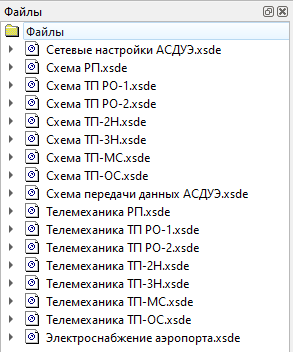 Файлы
Файлы
Сетевые настройки АСДУЭ.xsde
Схема РП.xsde
Схема ТП РО-1.xsde
Схема ТП РО-2.xsde
Схема ТП-2Н.xsde
Схема ТП-3Н.xsde
Схема ТП-МС.xsde
Схема ТП-ОС.xsde
Схема передачи данных АСДУЭ.xsde
Телемеханика РП.xsde
Телемеханика ТП РО-1.xsde
Телемеханика ТП РО-2.xsde
Телемеханика ТП-2Н.xsde
Телемеханика ТП-3Н.xsde
Телемеханика ТП-МС.xsde
Телемеханика ТП-ОС.xsde
Электроснабжение аэропорта.xsde